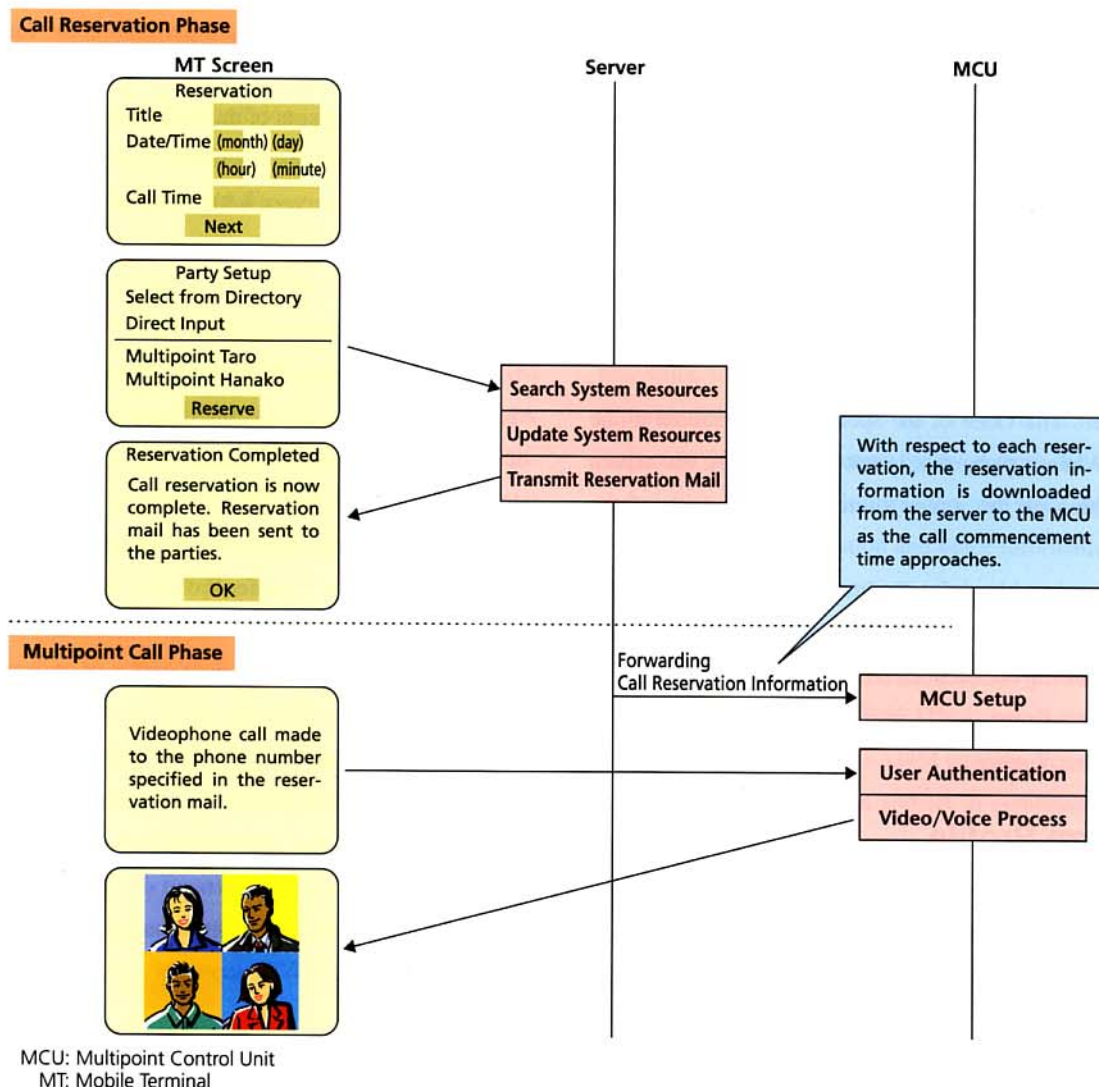 Call Reservation Phase
MT Screen
Server
MCU
Reservation
Title
Date/Time (month) (day)
(hour) (minute)
Call Time
Next
Party Setup
Select from Directory
Direct Input
Multipoint Taro
Multipoint Hanako
Reserve
Search System Resources
Update System Resources
Transmit Reservation Mail
Reservation Completed
Call reservation is now
complete. Reservation
mail has been sent to
the parties.
OK
With respect to each reser-
vation, the reservation in-
formation is downloaded
from the server to the MCU
as the call commencement
time approaches.
Multipoint Call Phase
Forwarding
Call Reservation Information
MCU Setup
Videophone call made
to the phone number
specified in the reser-
vation mail.
User Authentication
Video/Voice Process
MCU: Multipoint Control Unit
MT: Mobile Terminal